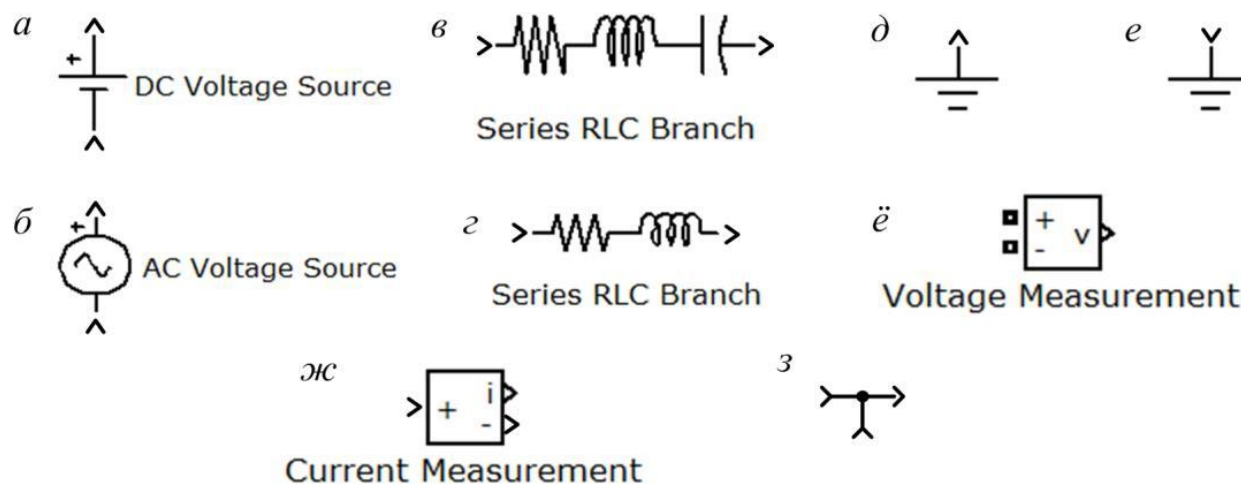 а
+
DC Voltage Source
в
Series RLC Branch
д
е
б
+
AC Voltage Source
г
Series RLC Branch
ё
+
-
v
Voltage Measurement
ж
+
i
-
Current Measurement
з